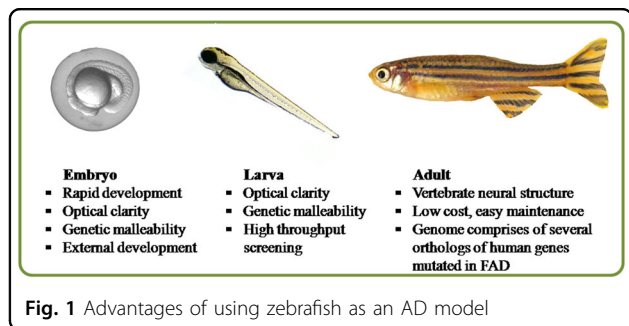 Embryo
▪ Rapid development
▪ Optical clarity
▪ Genetic malleability
▪ External development
Larva
▪ Optical clarity
▪ Genetic malleability
▪ High throughput
screening
Adult
▪ Vertebrate neural structure
▪ Low cost, easy maintenance
▪ Genome comprises of several
orthologs of human genes
mutated in FAD
Fig. 1 Advantages of using zebrafish as an AD model